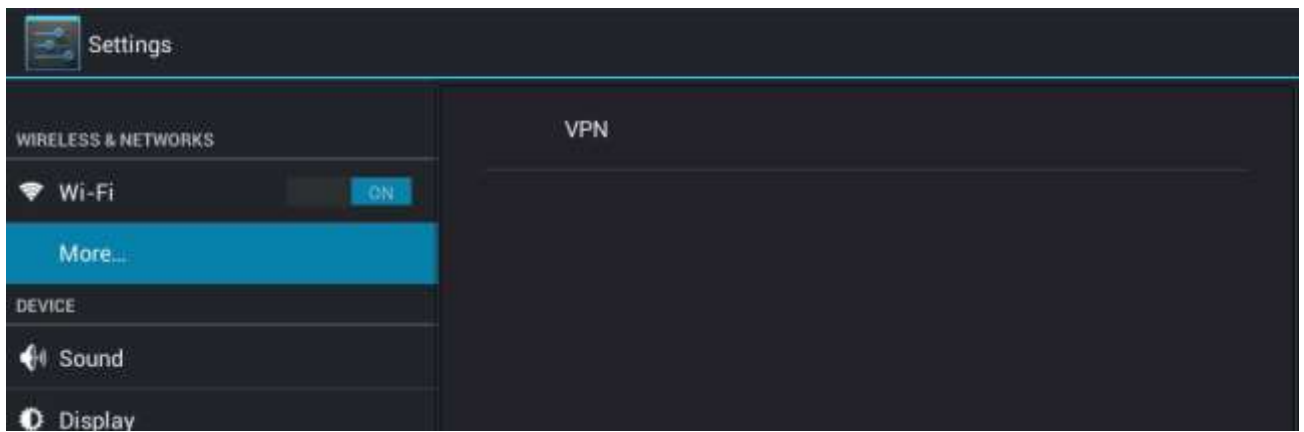 Settings
WIRELESS & NETWORKS
Wi-Fi
ON
More...
DEVICE
Sound
Display
VPN